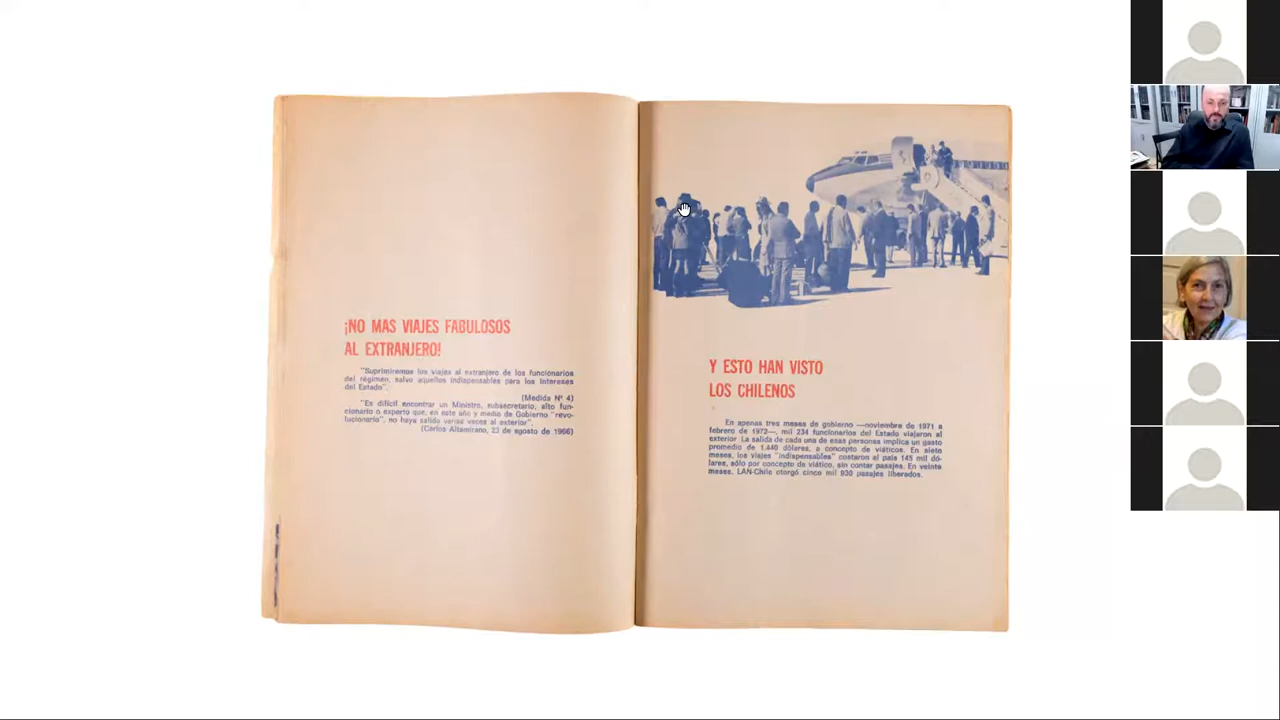 ¡NO MAS VIAJES FABULOSOS
AL EXTRANJERO!
"Suprimiremos los viajes al extranjero de los funcionarios
del régimen, salvo aquellos indispensables para los intereses
del Estado".
(Medida Nº 4)
"Es difícil encontrar un Ministro, subsecretario, alto fun-
cionario o experto que, en este año y medio de Gobierno "revo-
lucionario", no haya salido varias veces al exterior".
(Carlos Altamirano, 23 de agosto de 1966)
Y ESTO HAN VISTO
LOS CHILENOS
En apenas tres meses de gobierno —noviembre de 1971 a
febrero de 1972—, mil 234 funcionarios del Estado viajaron al
exterior. La salida de cada una de esas personas implica un gasto
promedio de 1.440 dólares, a concepto de viáticos. En siete
meses, los viajes "indispensables" costaron al país 145 mil dó-
lares, sólo por concepto de viático, sin contar pasajes. En veinte
meses, LAN-Chile otorgó cinco mil 930 pasajes liberados.